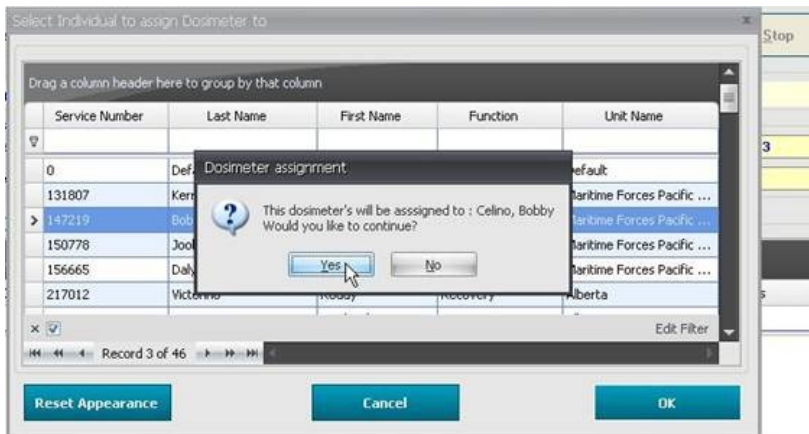 Select Individual to assign Dosimeter to
Stop
Drag a column header here to group by that column
Service Number Last Name First Name Function Unit Name
3
0
131807
Maritime Forces Pacific ...
147219
Maritime Forces Pacific ...
150778
Maritime Forces Pacific ...
156665
Maritime Forces Pacific ...
217012
Alberta
Dosimeter assignment
This dosimeter's will be asssigned to : Celino, Bobby
Would you like to continue?
Yes No
Edit Filter
Record 3 of 46
Reset Appearance Cancel OK